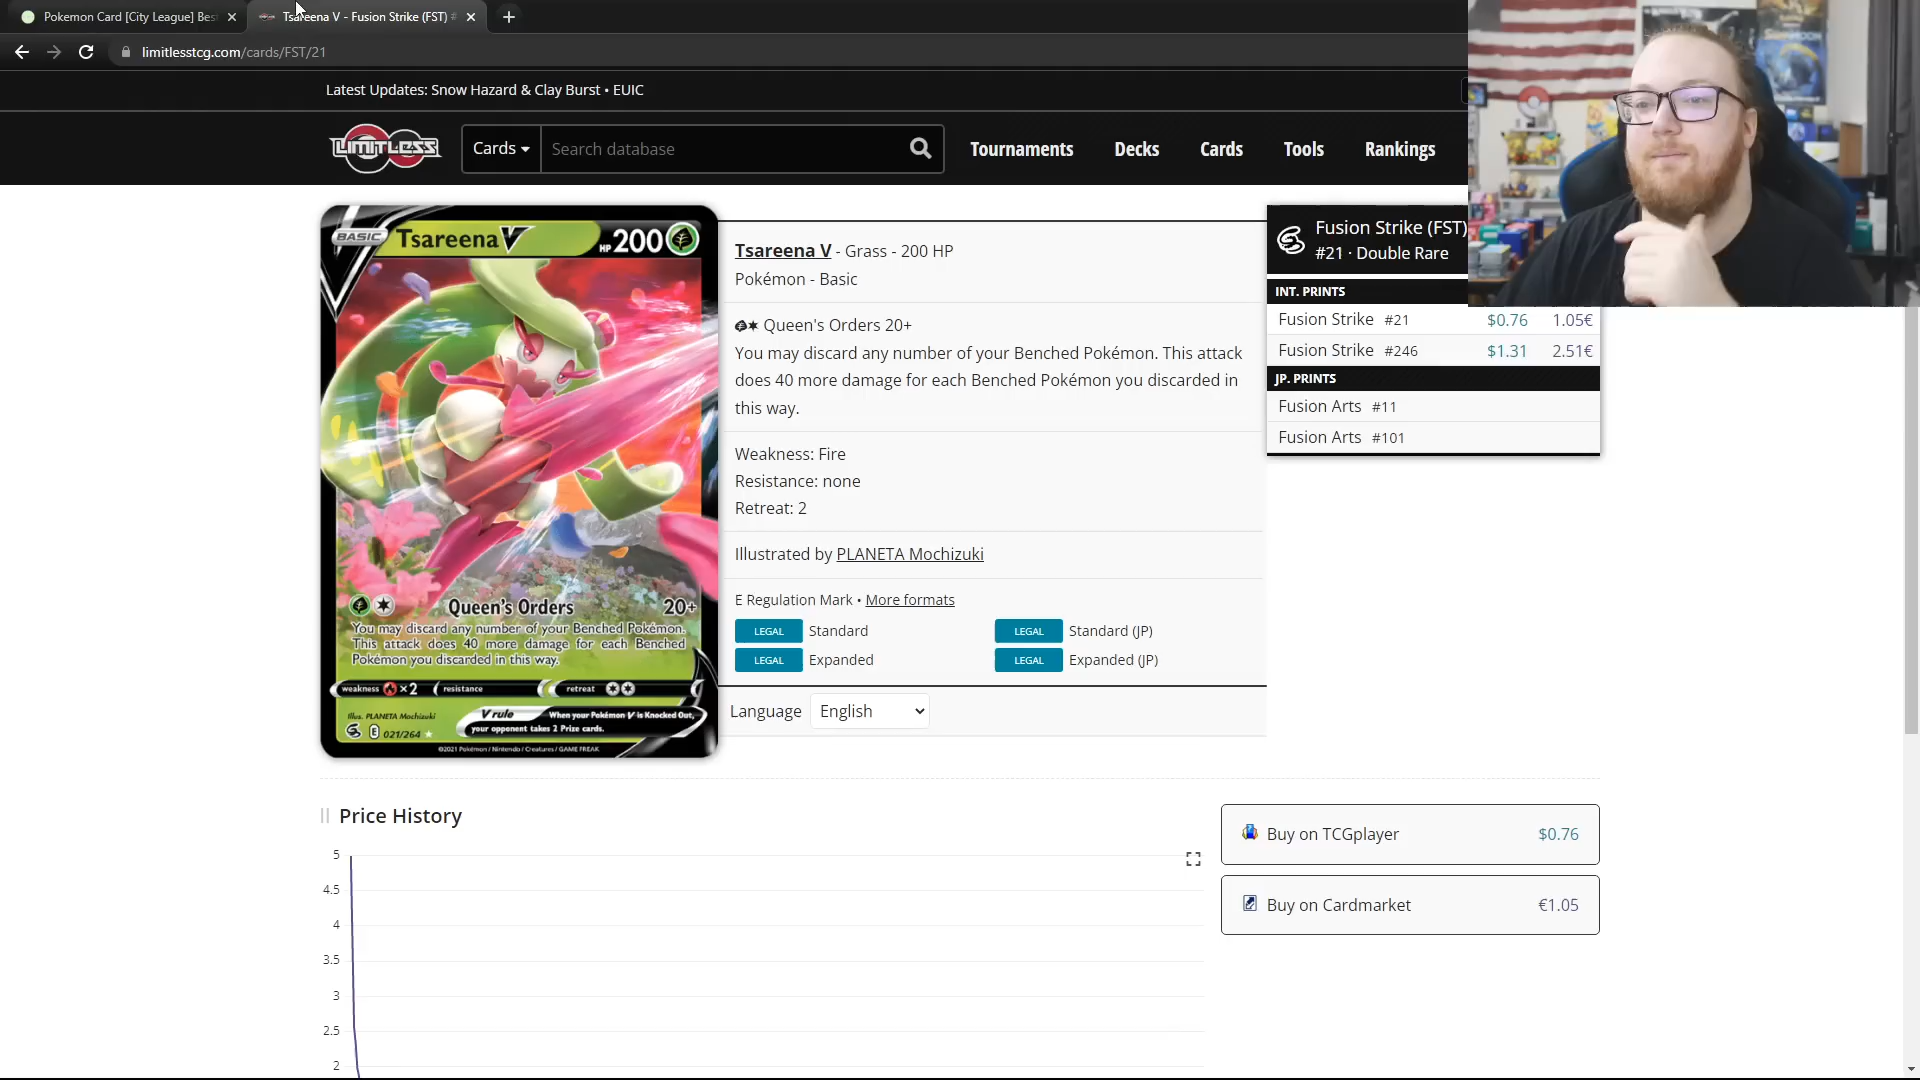 Pokemon Card [City League] Bes
Tsareena V - Fusion Strike (FST) #
limitlesstcg.com/cards/FST/21
Latest Updates: Snow Hazard & Clay Burst • EUIC
LIMITLESS
Cards
Search database
Tournaments
Decks
Cards
Tools
Rankings
BASIC
Tsareena V
HP 200
Queen's Orders 20+
You may discard any number of your Benched Pokémon.
This attack does 40 more damage for each Benched
Pokémon you discarded in this way.
weakness ×2 resistance retreat
Illus. PLANETA Mochizuki
E 021/264
V rule When your Pokémon V is Knocked Out,
your opponent takes 2 Prize cards.
©2021 Pokémon / Nintendo / Creatures / GAME FREAK
Tsareena V - Grass - 200 HP
Pokémon - Basic
Queen's Orders 20+
You may discard any number of your Benched Pokémon. This attack
does 40 more damage for each Benched Pokémon you discarded in
this way.
Weakness: Fire
Resistance: none
Retreat: 2
Illustrated by PLANETA Mochizuki
E Regulation Mark • More formats
LEGAL Standard
LEGAL Standard (JP)
LEGAL Expanded
LEGAL Expanded (JP)
Language English
Fusion Strike (FST)
#21 · Double Rare
INT. PRINTS
Fusion Strike #21 $0.76 1.05€
Fusion Strike #246 $1.31 2.51€
JP. PRINTS
Fusion Arts #11
Fusion Arts #101
Price History
5
4.5
4
3.5
3
2.5
2
Buy on TCGplayer $0.76
Buy on Cardmarket €1.05